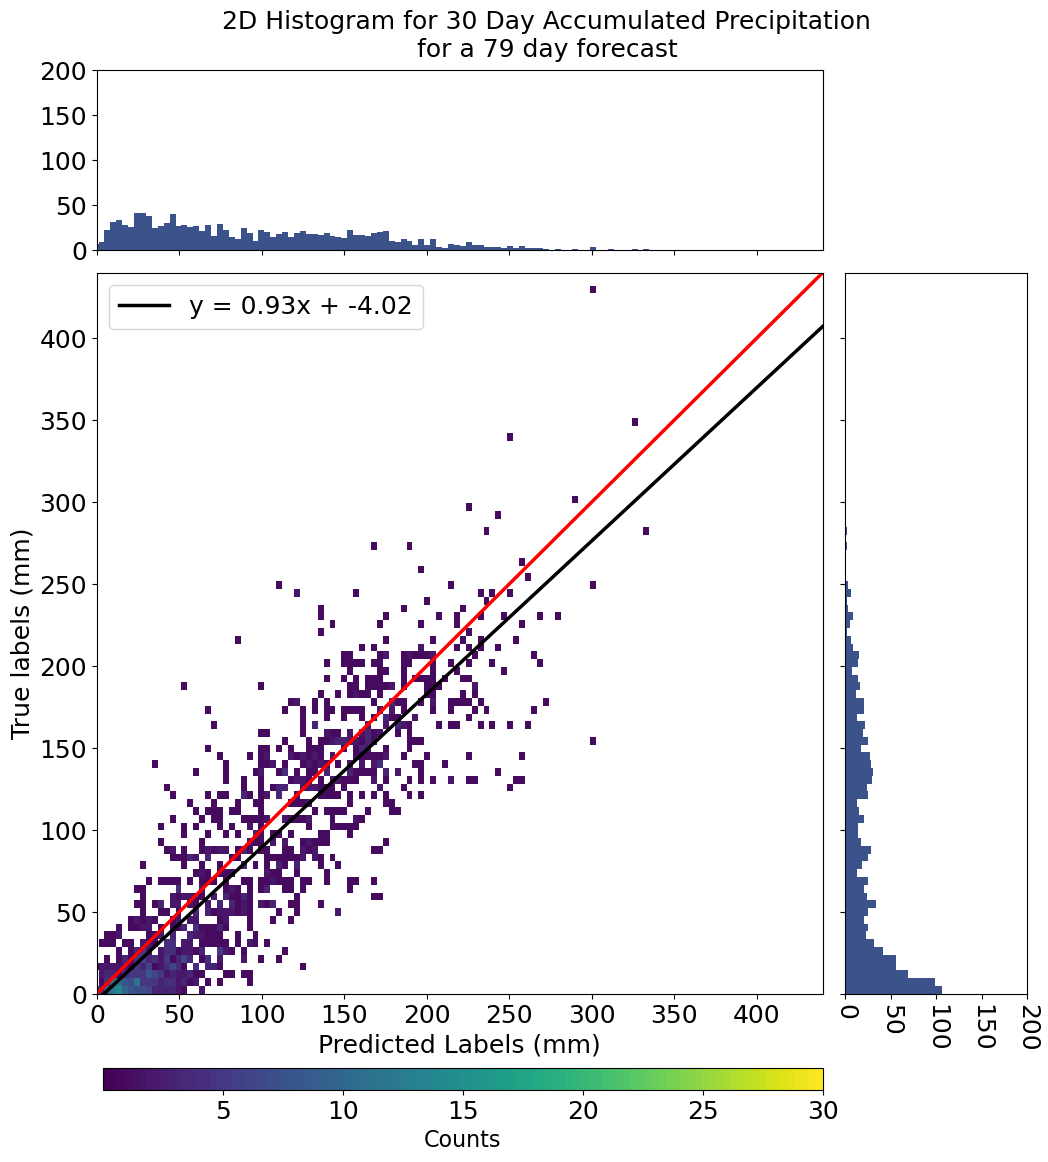 2D Histogram for 30 Day Accumulated Precipitation
for a 79 day forecast
200
150
100
50
0
y = 0.93x + -4.02
400
350
300
250
200
150
100
50
0
True labels (mm)
0 50 100 150 200 250 300 350 400
Predicted Labels (mm)
0 50 100 150 200
5 10 15 20 25 30
Counts